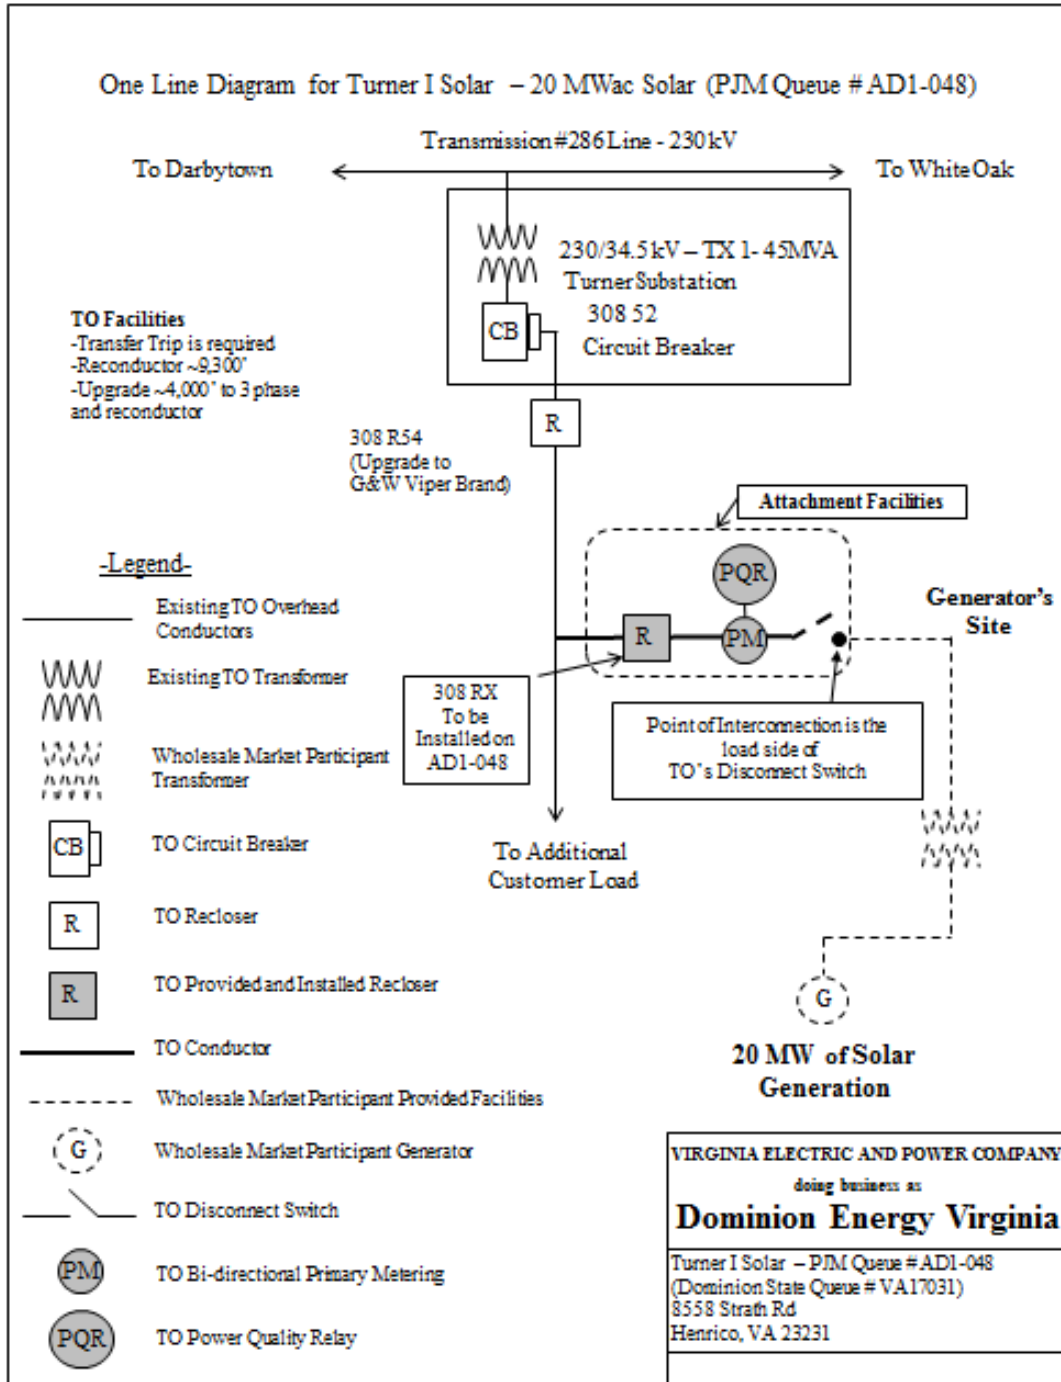 One Line Diagram for Turner I Solar – 20 MWac Solar (PJM Queue # AD1-048)
Transmission #286 Line - 230 kV
To Darbytown
To White Oak
230/34.5 kV – TX 1- 45MVA
Turner Substation
308 52
Circuit Breaker
CB
TO Facilities
-Transfer Trip is required
-Reconductor ~9,300'
-Upgrade ~4,000' to 3 phase
and reconductor
R
308 R54
(Upgrade to
G&W Viper Brand)
Attachment Facilities
PQR
R
PM
Generator's
Site
308 RX
To be
Installed on
AD1-048
Point of Interconnection is the
load side of
TO's Disconnect Switch
To Additional
Customer Load
G
20 MW of Solar
Generation
-Legend-
Existing TO Overhead
Conductors
Existing TO Transformer
Wholesale Market Participant
Transformer
CB
TO Circuit Breaker
R
TO Recloser
R
TO Provided and Installed Recloser
TO Conductor
Wholesale Market Participant Provided Facilities
G
Wholesale Market Participant Generator
TO Disconnect Switch
PM
TO Bi-directional Primary Metering
PQR
TO Power Quality Relay
VIRGINIA ELECTRIC AND POWER COMPANY
doing business as
Dominion Energy Virginia
Turner I Solar – PJM Queue # AD1-048
(Dominion State Queue # VA17031)
8558 Strath Rd
Henrico, VA 23231